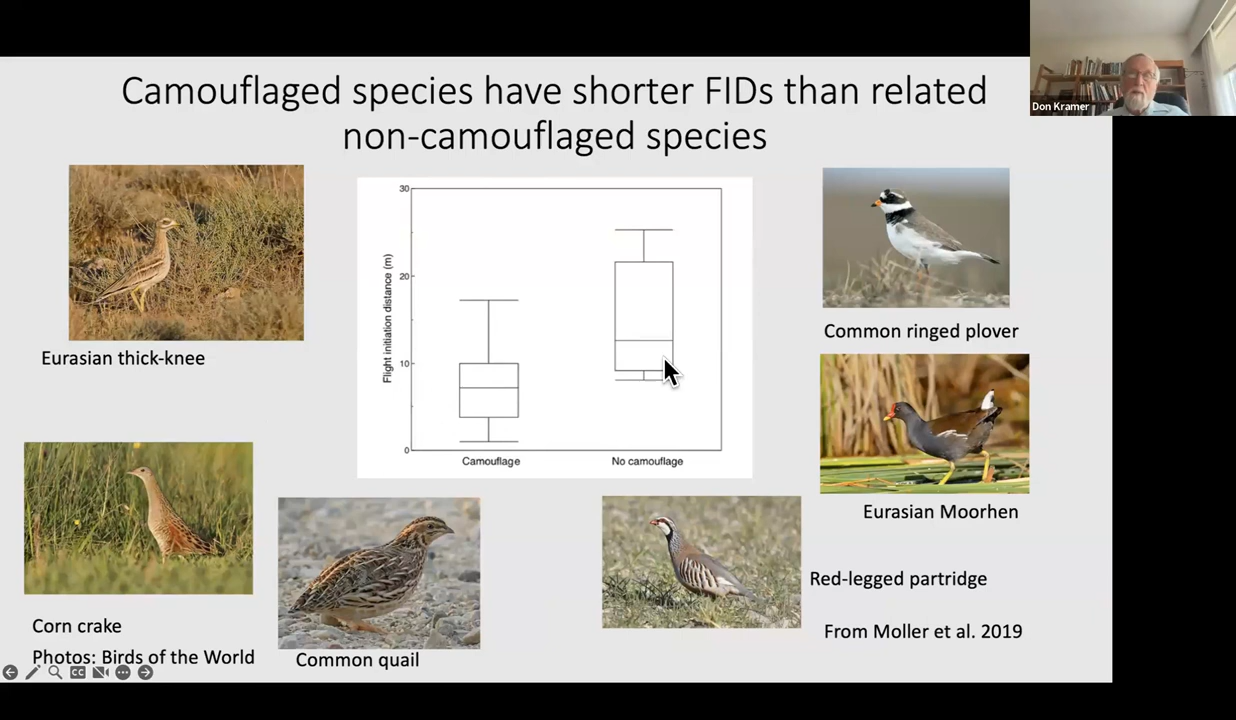 Camouflaged species have shorter FIDs than related
non-camouflaged species
Don Kramer
Eurasian thick-knee
Flight initiation distance (m)
30
20
10
0
Camouflage
No camouflage
Common ringed plover
Eurasian Moorhen
Corn crake
Photos: Birds of the World
Common quail
Red-legged partridge
From Moller et al. 2019
CC